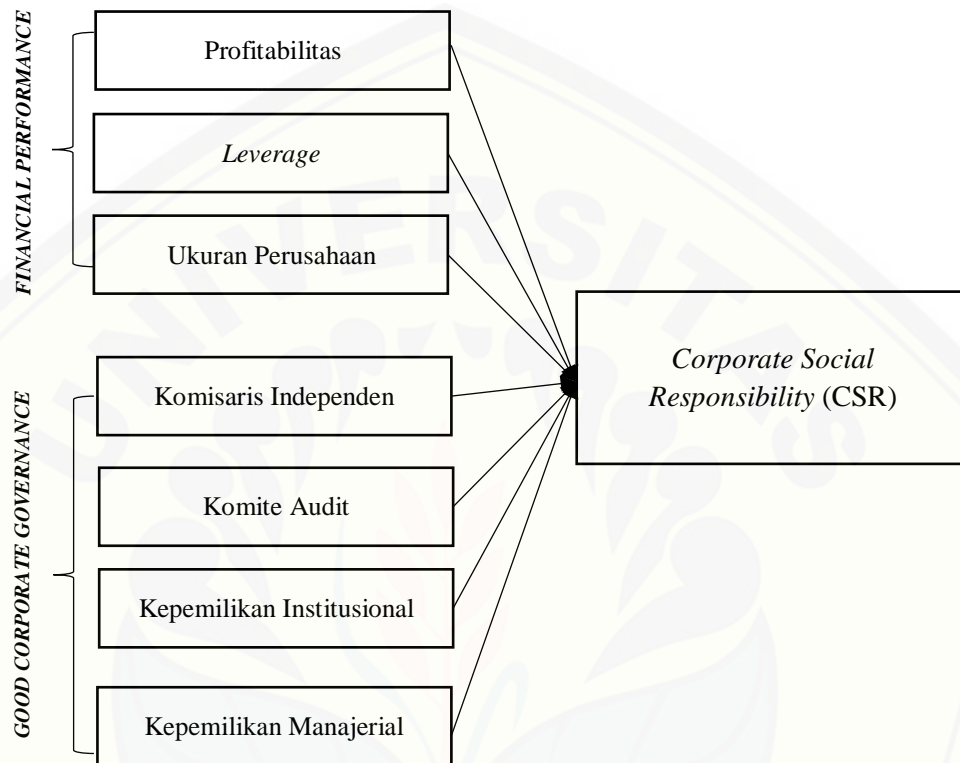 FINANCIAL PERFORMANCE
Profitabilitas
Leverage
Ukuran Perusahaan
GOOD CORPORATE GOVERNANCE
Komisaris Independen
Komite Audit
Kepemilikan Institusional
Kepemilikan Manajerial
Corporate Social
Responsibility (CSR)
UNIVERSITAS